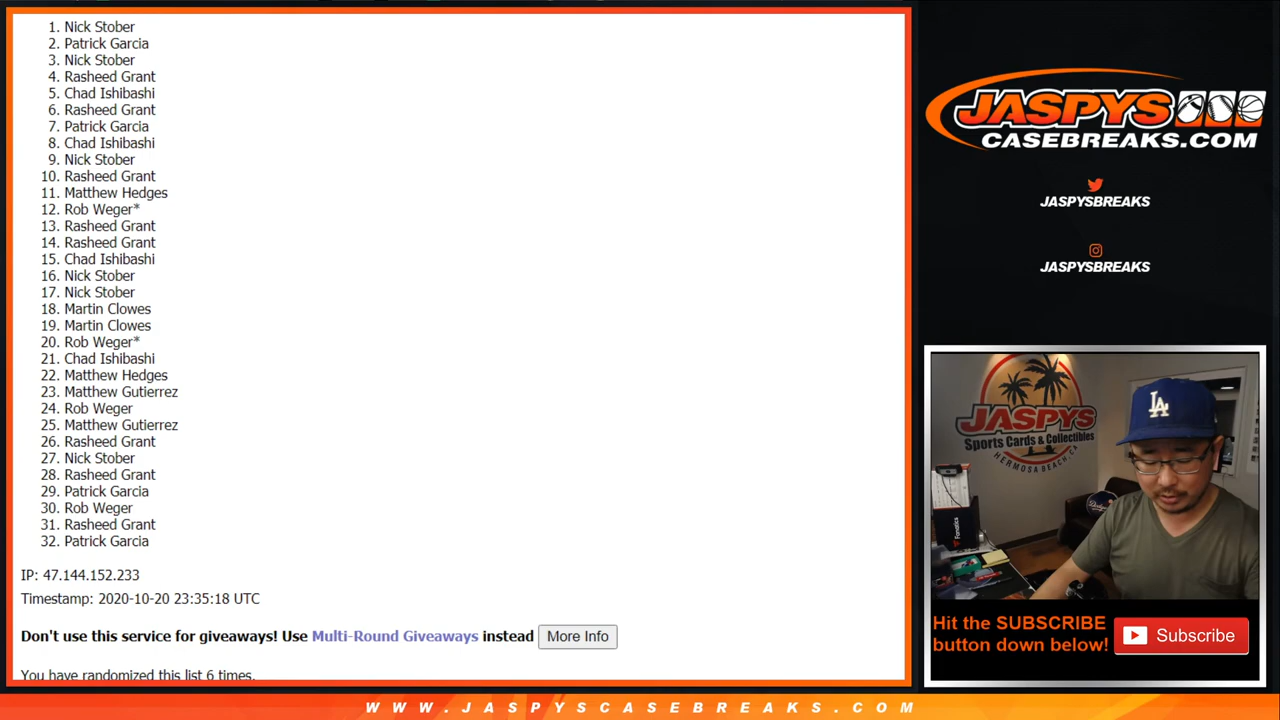 1. Nick Stober
2. Patrick Garcia
3. Nick Stober
4. Rasheed Grant
5. Chad Ishibashi
6. Rasheed Grant
7. Patrick Garcia
8. Chad Ishibashi
9. Nick Stober
10. Rasheed Grant
11. Matthew Hedges
12. Rob Weger*
13. Rasheed Grant
14. Rasheed Grant
15. Chad Ishibashi
16. Nick Stober
17. Nick Stober
18. Martin Clowes
19. Martin Clowes
20. Rob Weger*
21. Chad Ishibashi
22. Matthew Hedges
23. Matthew Gutierrez
24. Rob Weger
25. Matthew Gutierrez
26. Rasheed Grant
27. Nick Stober
28. Rasheed Grant
29. Patrick Garcia
30. Rob Weger
31. Rasheed Grant
32. Patrick Garcia
IP: 47.144.152.233
Timestamp: 2020-10-20 23:35:18 UTC
Don't use this service for giveaways! Use Multi-Round Giveaways instead More Info
You have randomized this list 6 times.
JASPYS
CASEBREAKS.COM
JASPYSBREAKS
JASPYSBREAKS
JASPYS
Sports Cards & Collectibles
HERMOSA BEACH, CA
LA
Dodgers
Fanatics
Hit the SUBSCRIBE
button down below!
Subscribe
WWW.JASPYSCASEBREAKS.COM